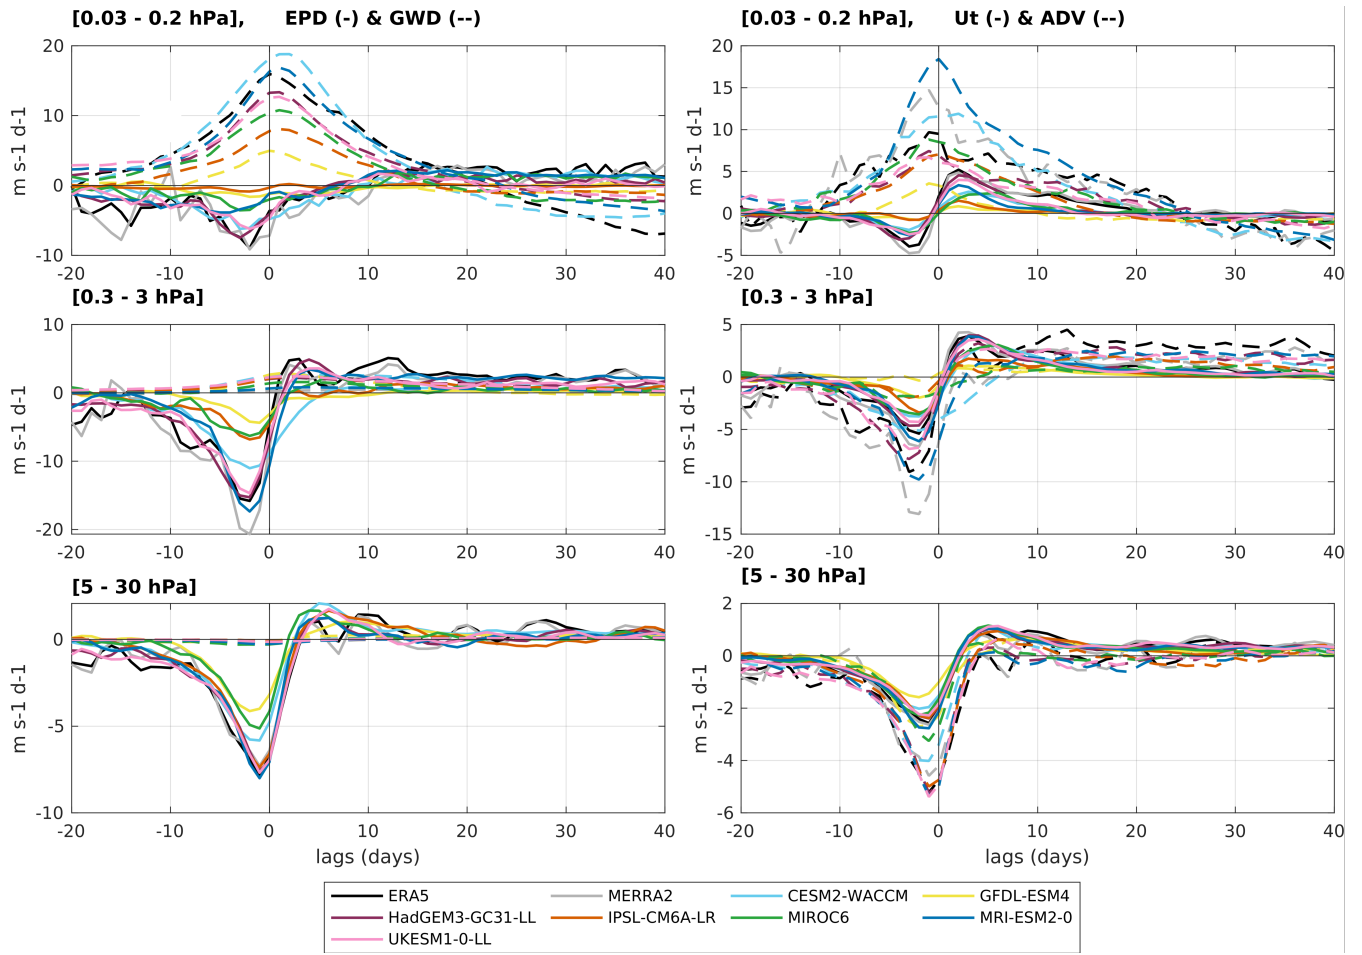 [0.03 - 0.2 hPa], EPD (-) & GWD (--)
[0.03 - 0.2 hPa], Ut (-) & ADV (--)
m s-1 d-1
20
10
0
-10
-20 -10 0 10 20 30 40
m s-1 d-1
20
15
10
5
0
-5
-20 -10 0 10 20 30 40
[0.3 - 3 hPa]
[0.3 - 3 hPa]
m s-1 d-1
10
0
-10
-20
-20 -10 0 10 20 30 40
m s-1 d-1
5
0
-5
-10
-15
-20 -10 0 10 20 30 40
[5 - 30 hPa]
[5 - 30 hPa]
m s-1 d-1
0
-5
-10
-20 -10 0 10 20 30 40
lags (days)
m s-1 d-1
2
0
-2
-4
-6
-20 -10 0 10 20 30 40
lags (days)
ERA5 MERRA2 CESM2-WACCM GFDL-ESM4
HadGEM3-GC31-LL IPSL-CM6A-LR MIROC6 MRI-ESM2-0
UKESM1-0-LL